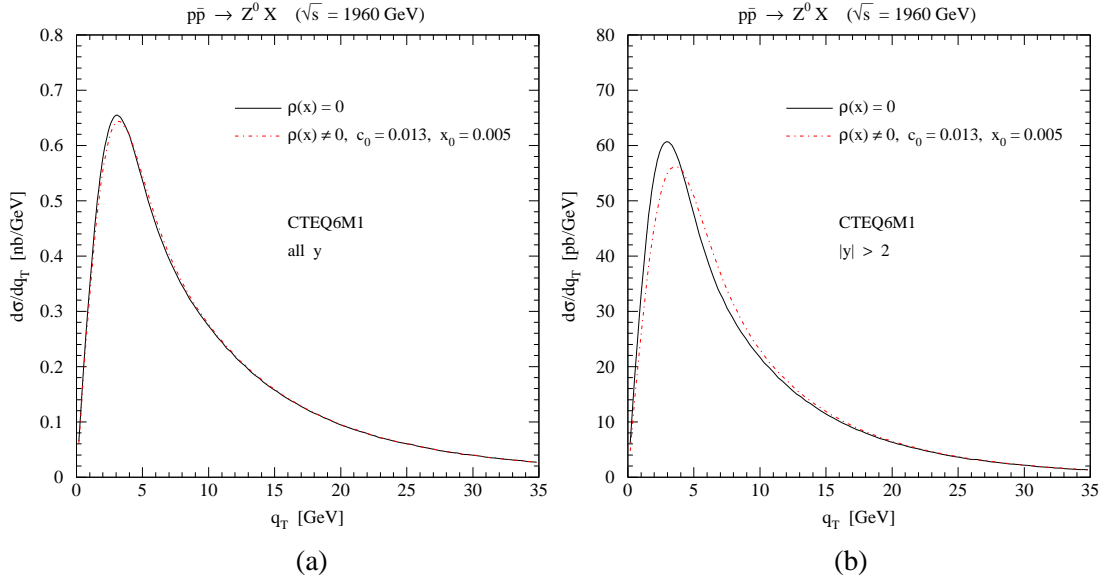 pp̄ → Z⁰ X (√s = 1960 GeV)
0.8
0.7
0.6
0.5
0.4
0.3
0.2
0.1
0
dσ/dq_T [nb/GeV]
ρ(x) = 0
ρ(x) ≠ 0, c₀ = 0.013, x₀ = 0.005
CTEQ6M1
all y
0 5 10 15 20 25 30 35
q_T [GeV]
(a)
pp̄ → Z⁰ X (√s = 1960 GeV)
80
70
60
50
40
30
20
10
0
dσ/dq_T [pb/GeV]
ρ(x) = 0
ρ(x) ≠ 0, c₀ = 0.013, x₀ = 0.005
CTEQ6M1
|y| > 2
0 5 10 15 20 25 30 35
q_T [GeV]
(b)